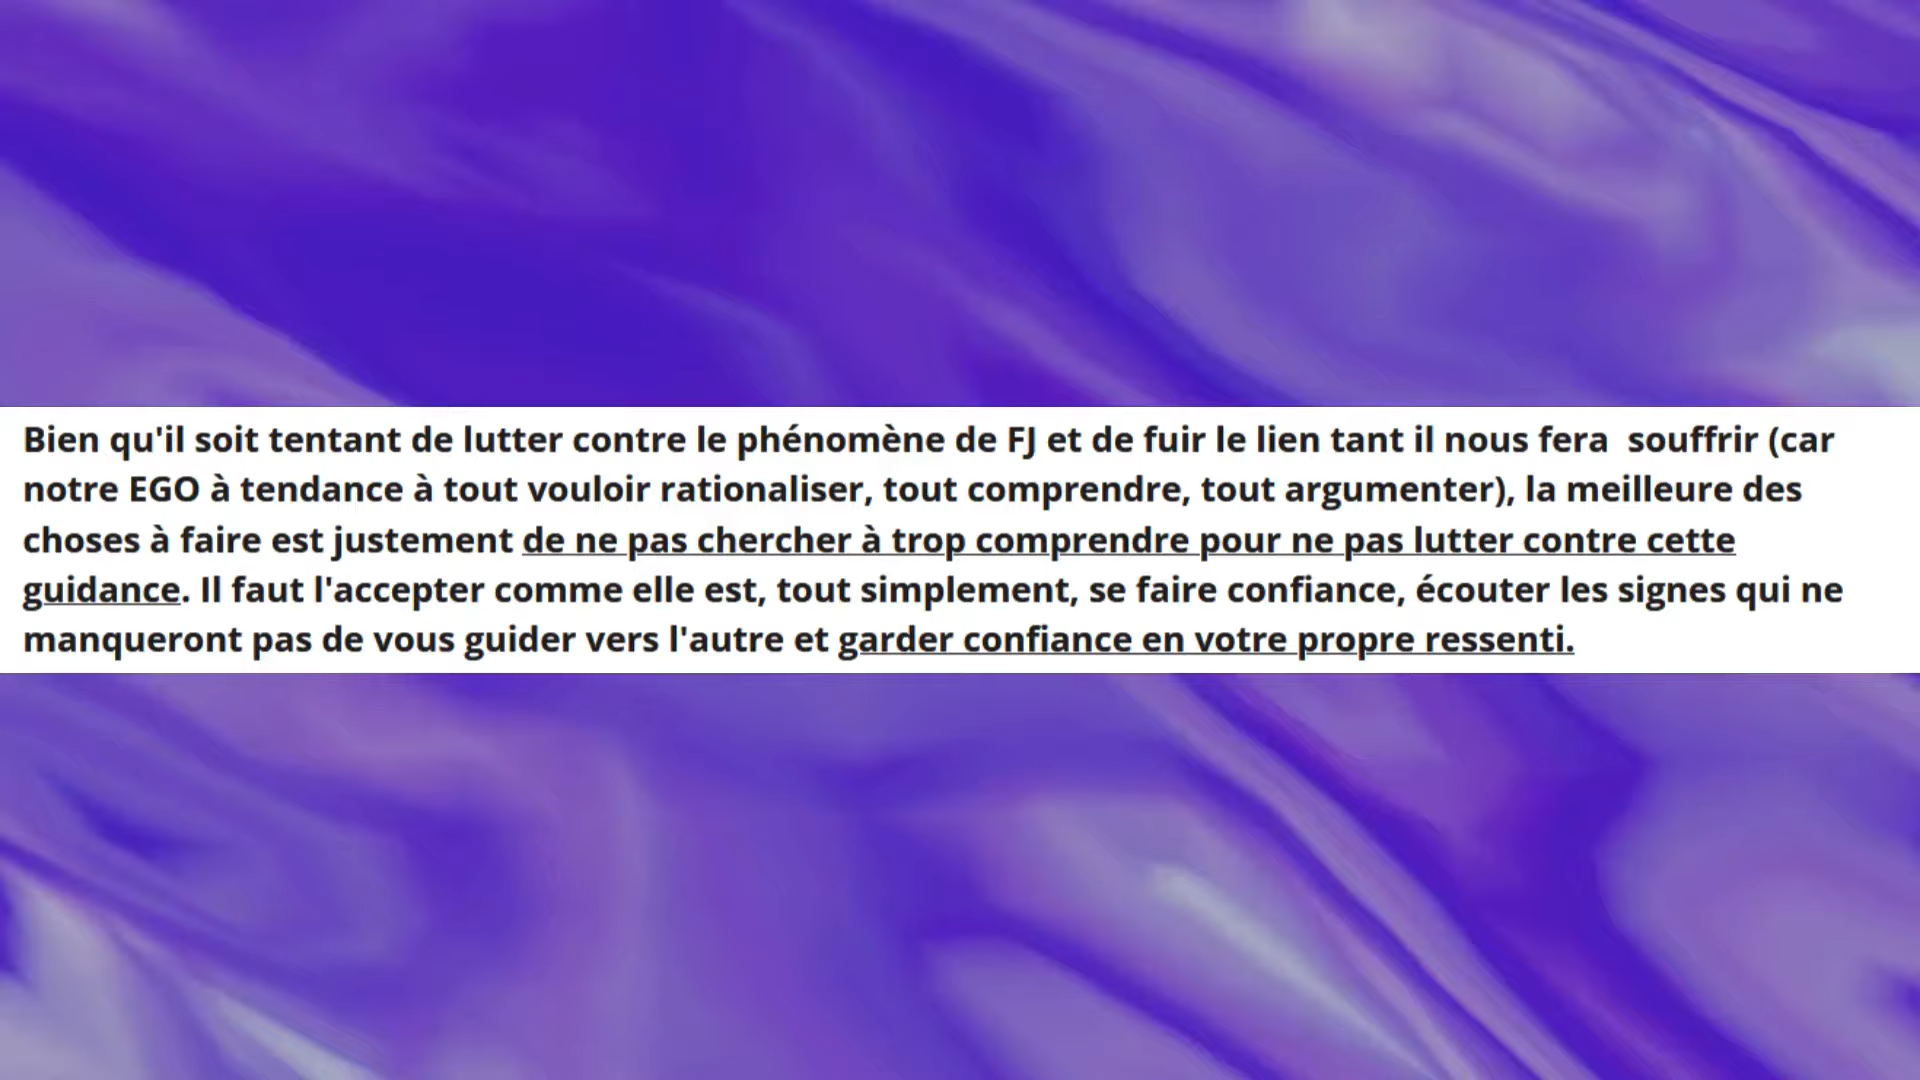 Bien qu'il soit tentant de lutter contre le phénomène de FJ et de fuir le lien tant il nous fera  souffrir (car
notre EGO à tendance à tout vouloir rationaliser, tout comprendre, tout argumenter), la meilleure des
choses à faire est justement de ne pas chercher à trop comprendre pour ne pas lutter contre cette
guidance. Il faut l'accepter comme elle est, tout simplement, se faire confiance, écouter les signes qui ne
manqueront pas de vous guider vers l'autre et garder confiance en votre propre ressenti.